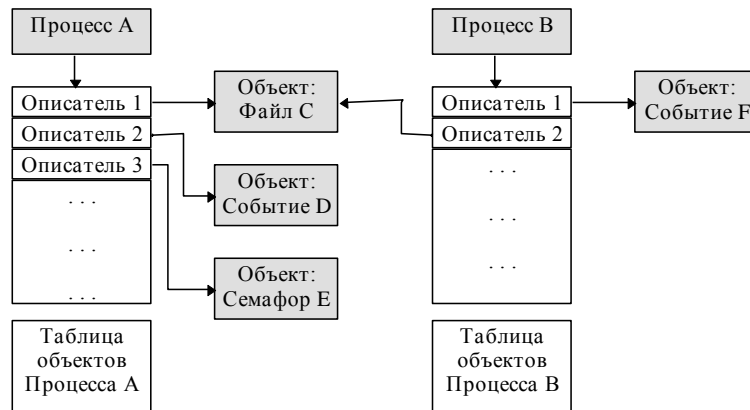 Процесс A
Процесс B
Описатель 1
Описатель 2
Описатель 3
. . .
. . .
. . .
Объект:
Файл C
Объект:
Событие D
Объект:
Семафор E
Описатель 1
Описатель 2
. . .
. . .
. . .
Объект:
Событие F
Таблица
объектов
Процесса A
Таблица
объектов
Процесса B